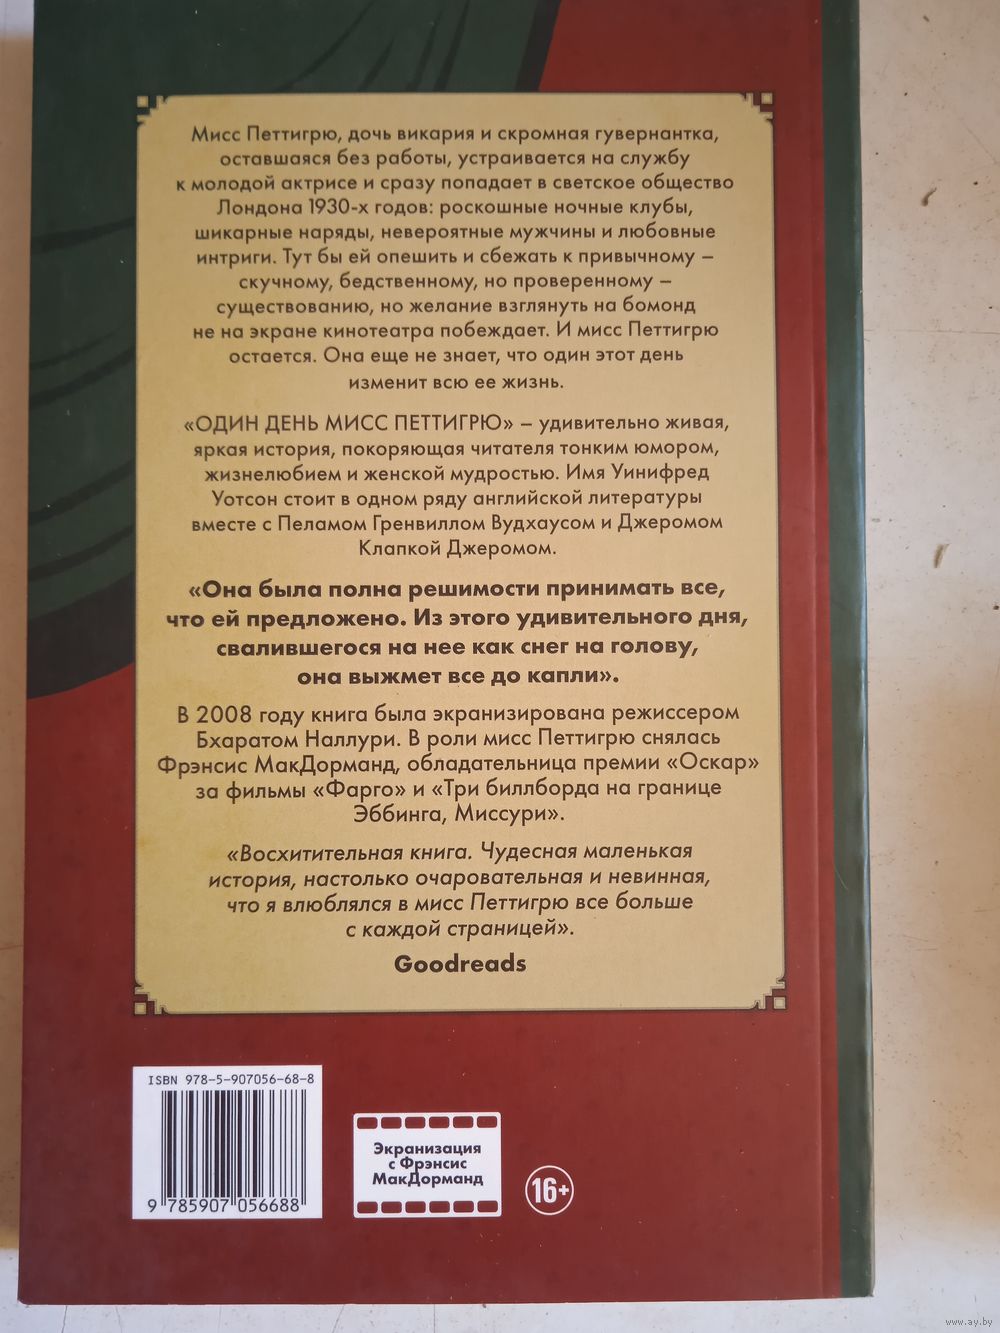 Мисс Петтигрю, дочь викария и скромная гувернантка,
оставшаяся без работы, устраивается на службу
к молодой актрисе и сразу попадает в светское общество
Лондона 1930-х годов: роскошные ночные клубы,
шикарные наряды, невероятные мужчины и любовные
интриги. Тут бы ей опешить и сбежать к привычному –
скучному, бедственному, но проверенному –
существованию, но желание взглянуть на бомонд
не на экране кинотеатра побеждает. И мисс Петтигрю
остается. Она еще не знает, что один этот день
изменит всю ее жизнь.
«ОДИН ДЕНЬ МИСС ПЕТТИГРЮ» – удивительно живая,
яркая история, покоряющая читателя тонким юмором,
жизнелюбием и женской мудростью. Имя Уинифред
Уотсон стоит в одном ряду английской литературы
вместе с Пеламом Гренвиллом Вудхаусом и Джеромом
Клапкой Джеромом.
«Она была полна решимости принимать все,
что ей предложено. Из этого удивительного дня,
свалившегося на нее как снег на голову,
она выжмет все до капли».
В 2008 году книга была экранизирована режиссером
Бхаратом Наллури. В роли мисс Петтигрю снялась
Фрэнсис МакДорманд, обладательница премии «Оскар»
за фильмы «Фарго» и «Три биллборда на границе
Эббинга, Миссури».
«Восхитительная книга. Чудесная маленькая
история, настолько очаровательная и невинная,
что я влюблялся в мисс Петтигрю все больше
с каждой страницей».
Goodreads
ISBN 978-5-907056-68-8
9 785907 056688
Экранизация
с Фрэнсис
МакДорманд
16+
www.ay.by